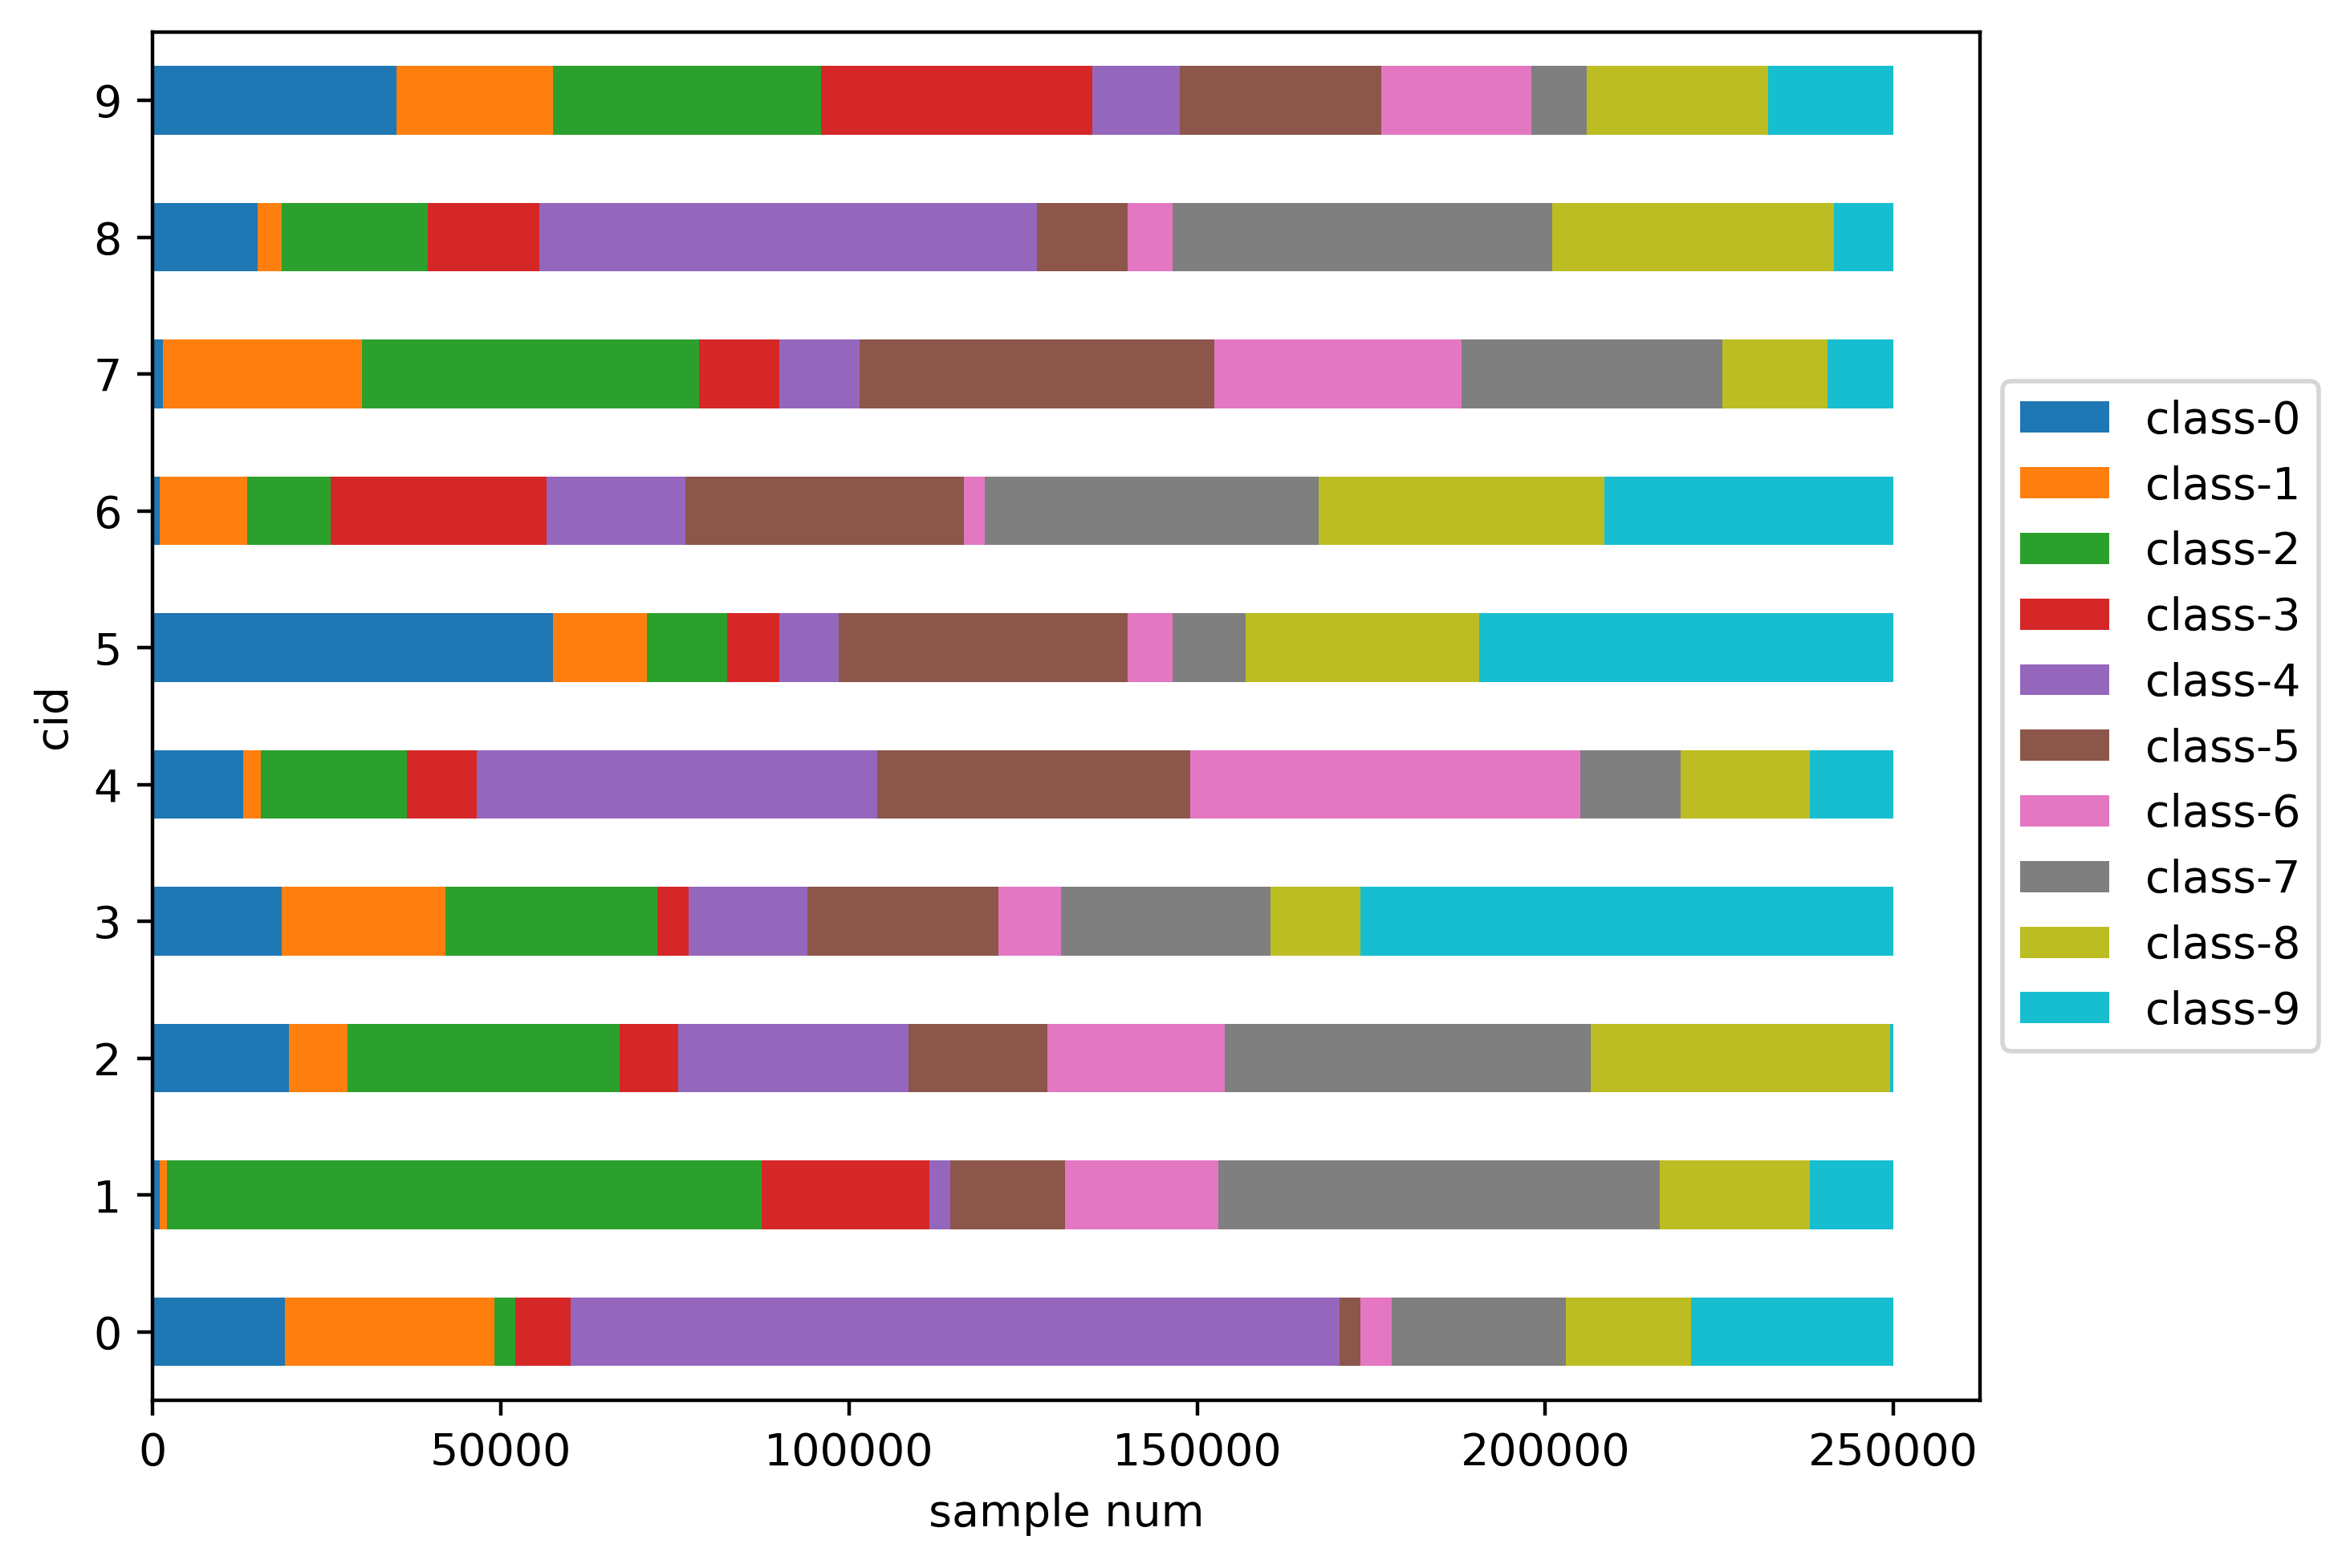 9
8
7
6
5
4
3
2
1
0
cid
0 50000 100000 150000 200000 250000
sample num
class-0
class-1
class-2
class-3
class-4
class-5
class-6
class-7
class-8
class-9